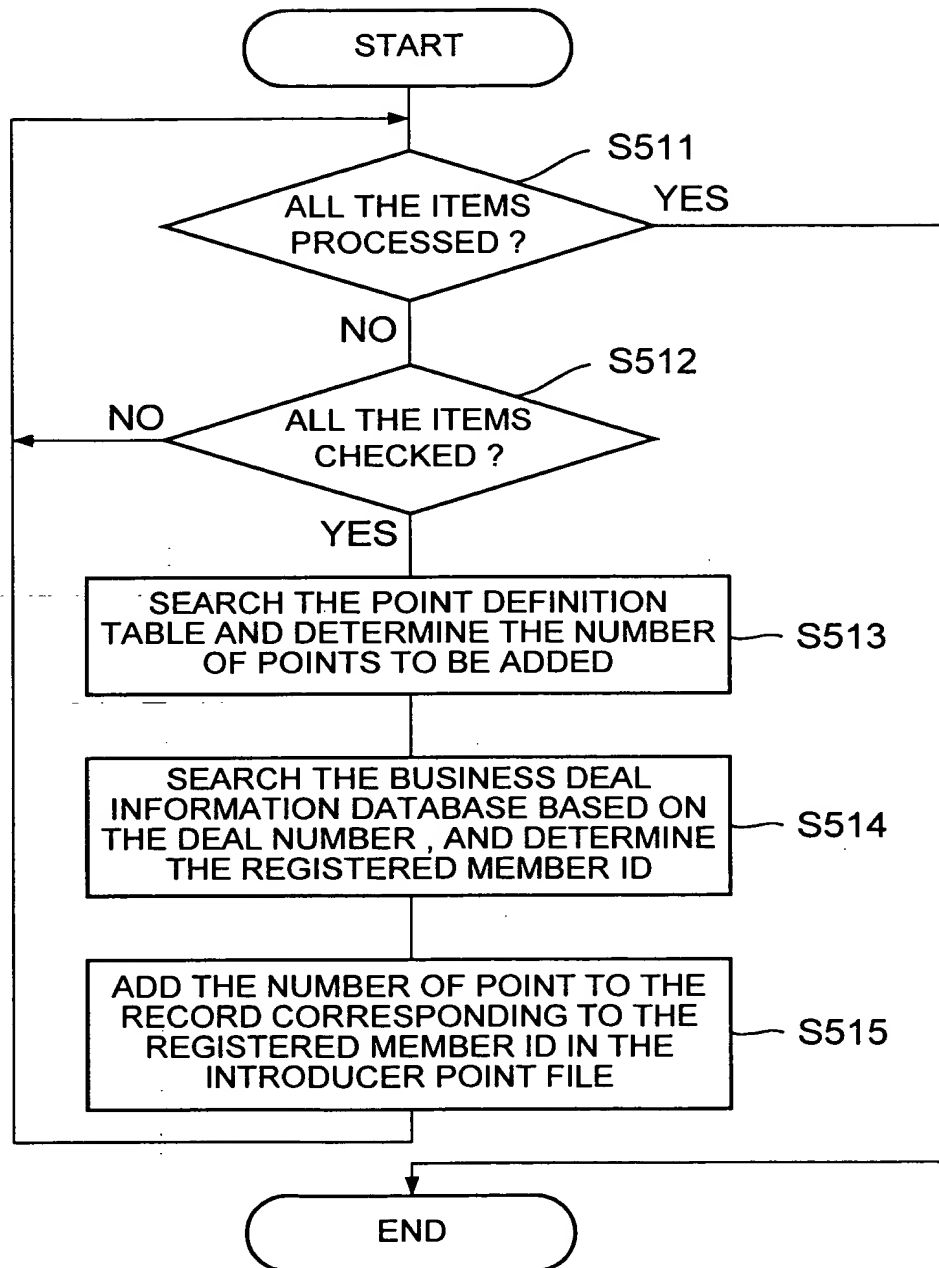 START
S511
ALL THE ITEMS
PROCESSED ?
YES
NO
S512
ALL THE ITEMS
CHECKED ?
NO
YES
SEARCH THE POINT DEFINITION
TABLE AND DETERMINE THE NUMBER
OF POINTS TO BE ADDED
S513
SEARCH THE BUSINESS DEAL
INFORMATION DATABASE BASED ON
THE DEAL NUMBER , AND DETERMINE
THE REGISTERED MEMBER ID
S514
ADD THE NUMBER OF POINT TO THE
RECORD CORRESPONDING TO THE
REGISTERED MEMBER ID IN THE
INTRODUCER POINT FILE
S515
END